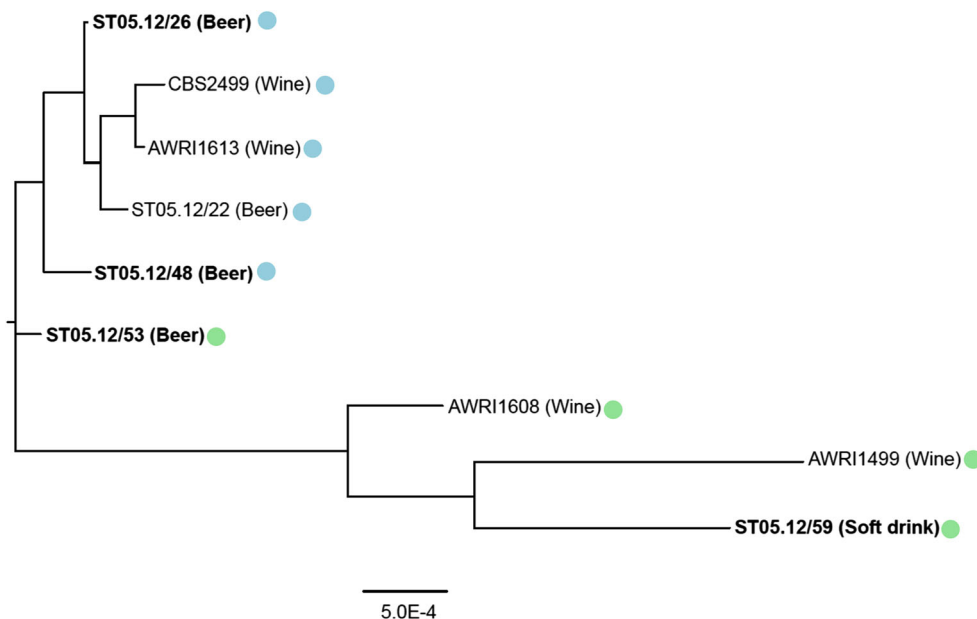 ST05.12/26 (Beer)
CBS2499 (Wine)
AWRI1613 (Wine)
ST05.12/22 (Beer)
ST05.12/48 (Beer)
ST05.12/53 (Beer)
AWRI1608 (Wine)
AWRI1499 (Wine)
ST05.12/59 (Soft drink)
5.0E-4